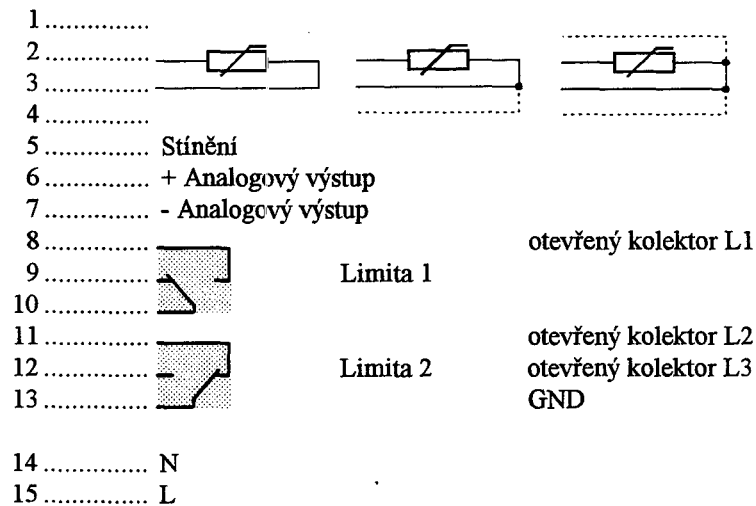 1 ...............
2 ...............
3 ...............
4 ...............
5 ............... Stínění
6 ............... + Analogový výstup
7 ............... - Analogový výstup
8 ............... otevřený kolektor L1
9 ............... Limita 1
10 ...............
11 ............... otevřený kolektor L2
12 ............... Limita 2 otevřený kolektor L3
13 ............... GND
14 ............... N
15 ............... L